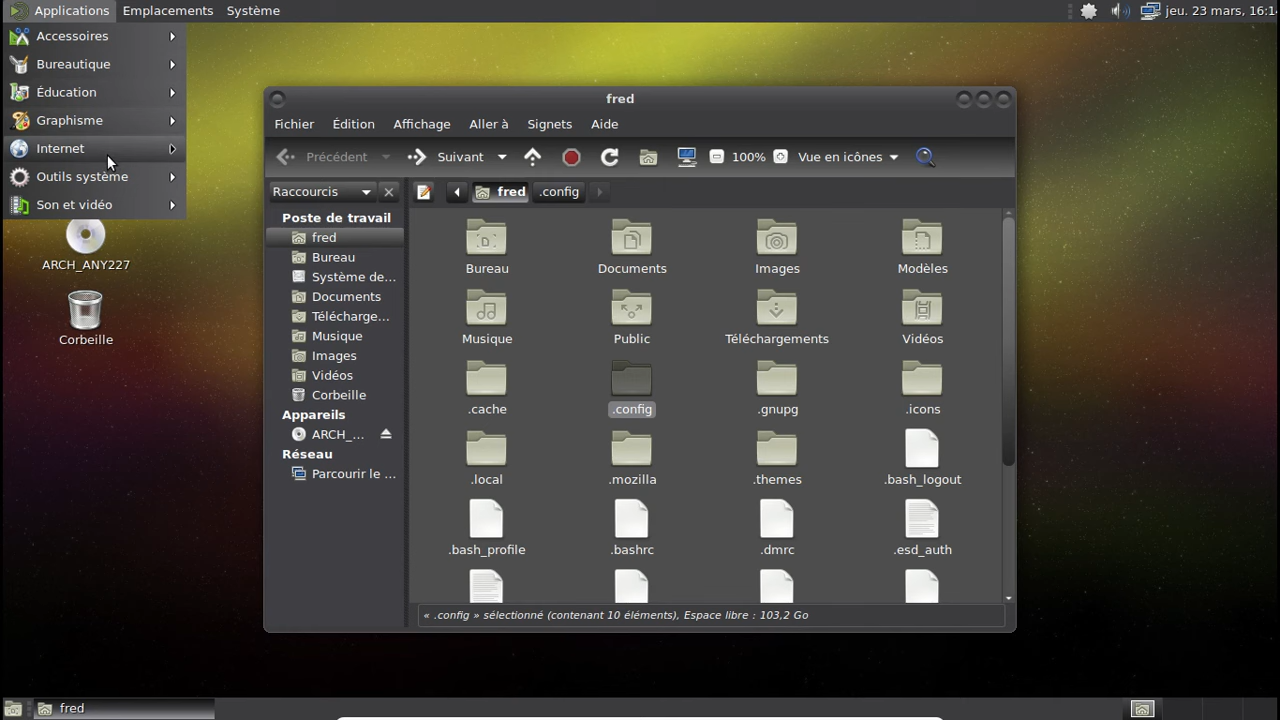 Applications Emplacements Système jeu. 23 mars, 16:1
Accessoires
Bureautique
Éducation
Graphisme
Internet
Outils système
Son et vidéo
ARCH_ANY227
Corbeille
fred
Fichier Édition Affichage Aller à Signets Aide
Précédent Suivant 100% Vue en icônes
Raccourcis fred .config
Poste de travail
fred
Bureau
Système de...
Documents
Télécharge...
Musique
Images
Vidéos
Corbeille
Appareils
ARCH_...
Réseau
Parcourir le ...
Bureau Documents Images Modèles
Musique Public Téléchargements Vidéos
.cache .config .gnupg .icons
.local .mozilla .themes .bash_logout
.bash_profile .bashrc .dmrc .esd_auth
« .config » sélectionné (contenant 10 éléments), Espace libre : 103,2 Go
fred